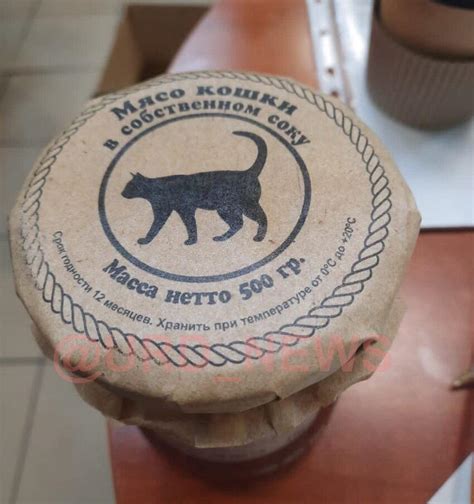 Мясо кошки
в собственном соку
Масса нетто 500 гр.
Срок годности 12 месяцев. Хранить при температуре от 0°С до +20°С